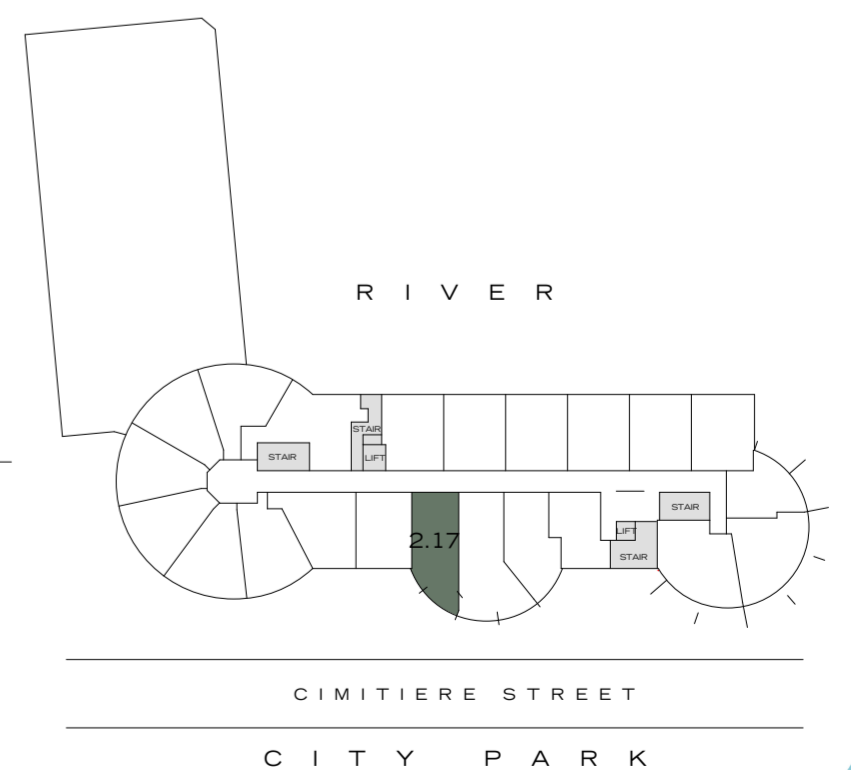 RIVER
STAIR
LIFT
STAIR
2.17
STAIR
LIFT
STAIR
CIMITIERE STREET
CITY PARK